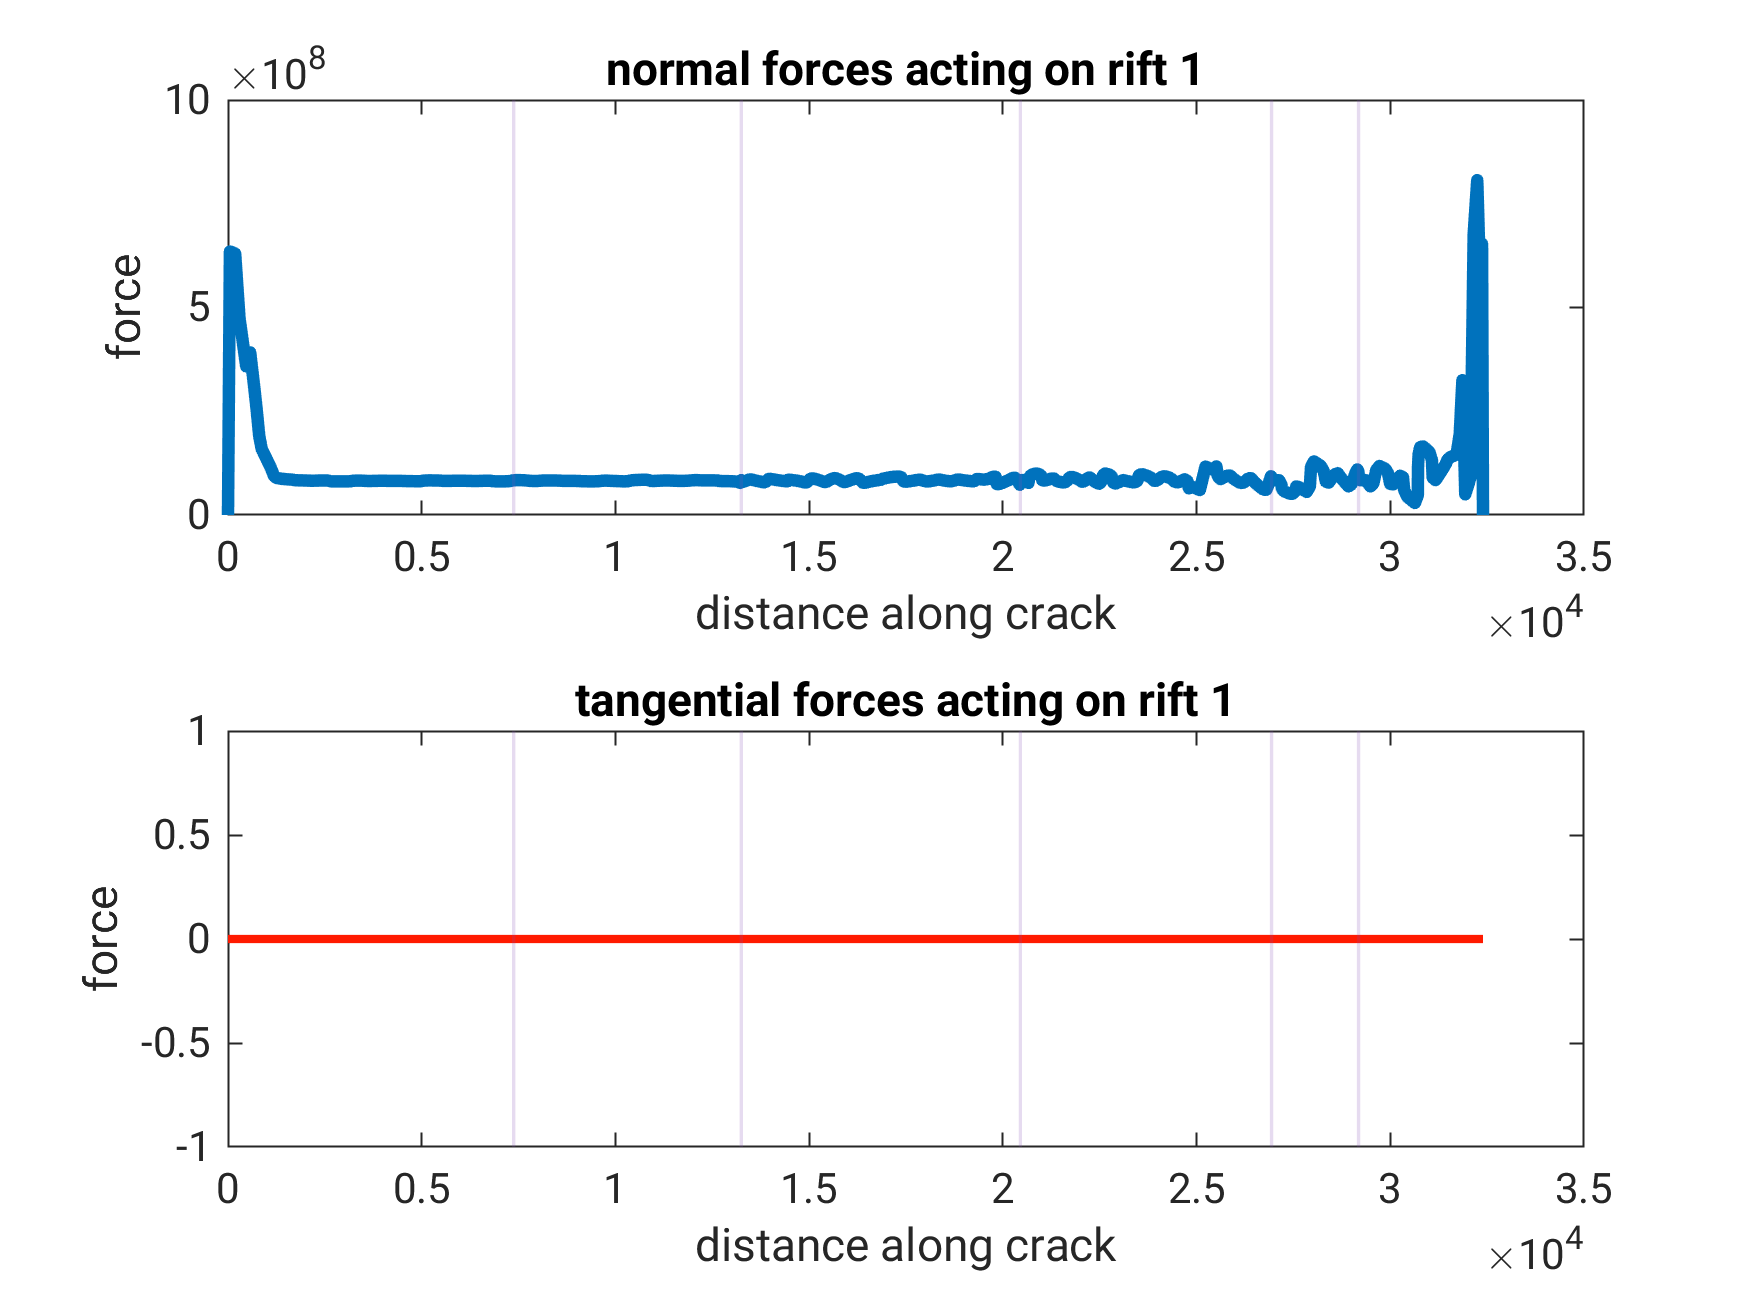 ×10⁸
normal forces acting on rift 1
10
5
0
force
0 0.5 1 1.5 2 2.5 3 3.5
distance along crack
×10⁴
tangential forces acting on rift 1
1
0.5
0
-0.5
-1
force
0 0.5 1 1.5 2 2.5 3 3.5
distance along crack
×10⁴